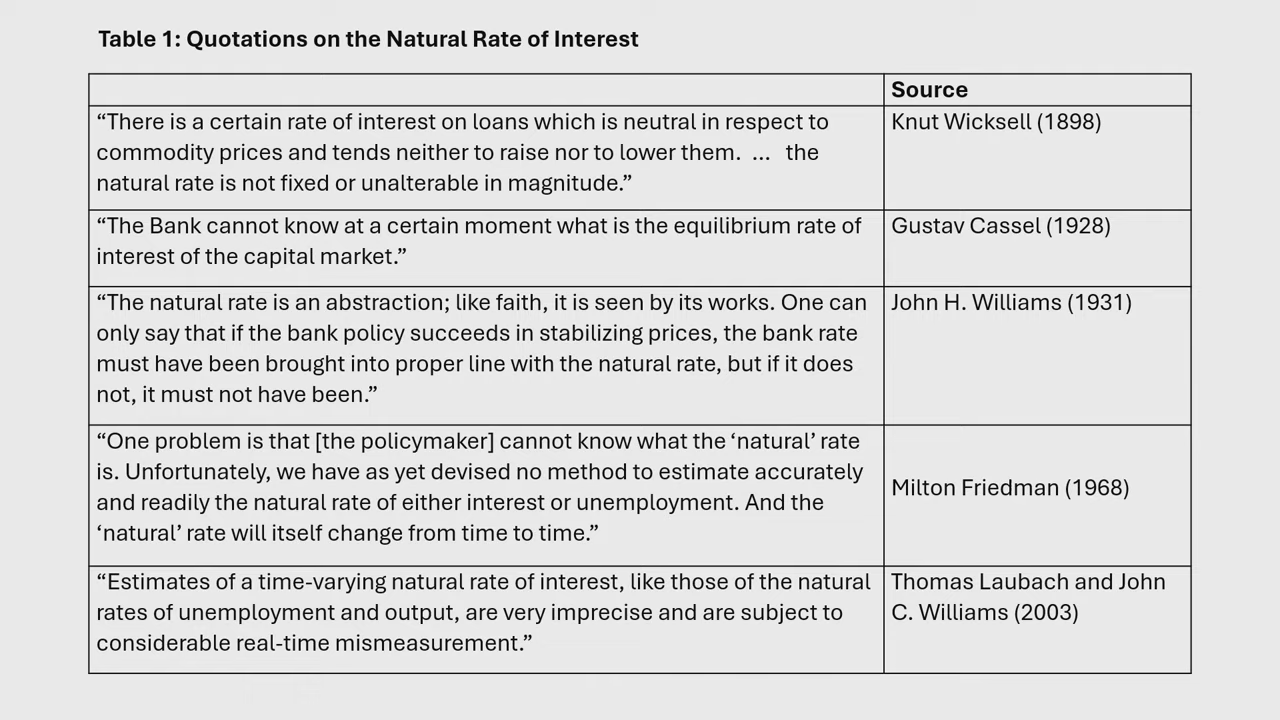 Table 1: Quotations on the Natural Rate of Interest
Source
“There is a certain rate of interest on loans which is neutral in respect to
commodity prices and tends neither to raise nor to lower them. … the
natural rate is not fixed or unalterable in magnitude.”
Knut Wicksell (1898)
“The Bank cannot know at a certain moment what is the equilibrium rate of
interest of the capital market.”
Gustav Cassel (1928)
“The natural rate is an abstraction; like faith, it is seen by its works. One can
only say that if the bank policy succeeds in stabilizing prices, the bank rate
must have been brought into proper line with the natural rate, but if it does
not, it must not have been.”
John H. Williams (1931)
“One problem is that [the policymaker] cannot know what the ‘natural’ rate
is. Unfortunately, we have as yet devised no method to estimate accurately
and readily the natural rate of either interest or unemployment. And the
‘natural’ rate will itself change from time to time.”
Milton Friedman (1968)
“Estimates of a time-varying natural rate of interest, like those of the natural
rates of unemployment and output, are very imprecise and are subject to
considerable real-time mismeasurement.”
Thomas Laubach and John
C. Williams (2003)